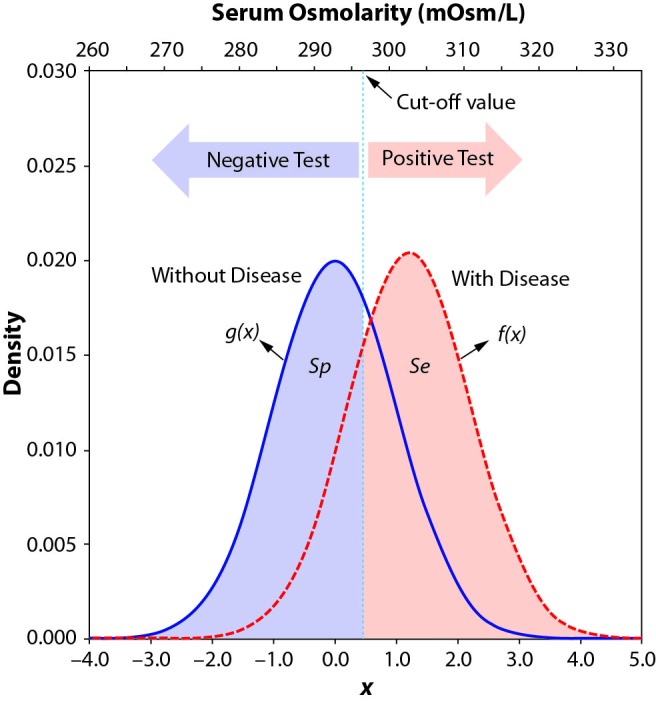 Serum Osmolarity (mOsm/L)
260 270 280 290 300 310 320 330
0.030
Cut-off value
0.025
Negative Test
Positive Test
0.020
Without Disease
With Disease
g(x)
f(x)
0.015
Sp
Se
Density
0.010
0.005
0.000
–4.0 –3.0 –2.0 –1.0 0.0 1.0 2.0 3.0 4.0 5.0
x